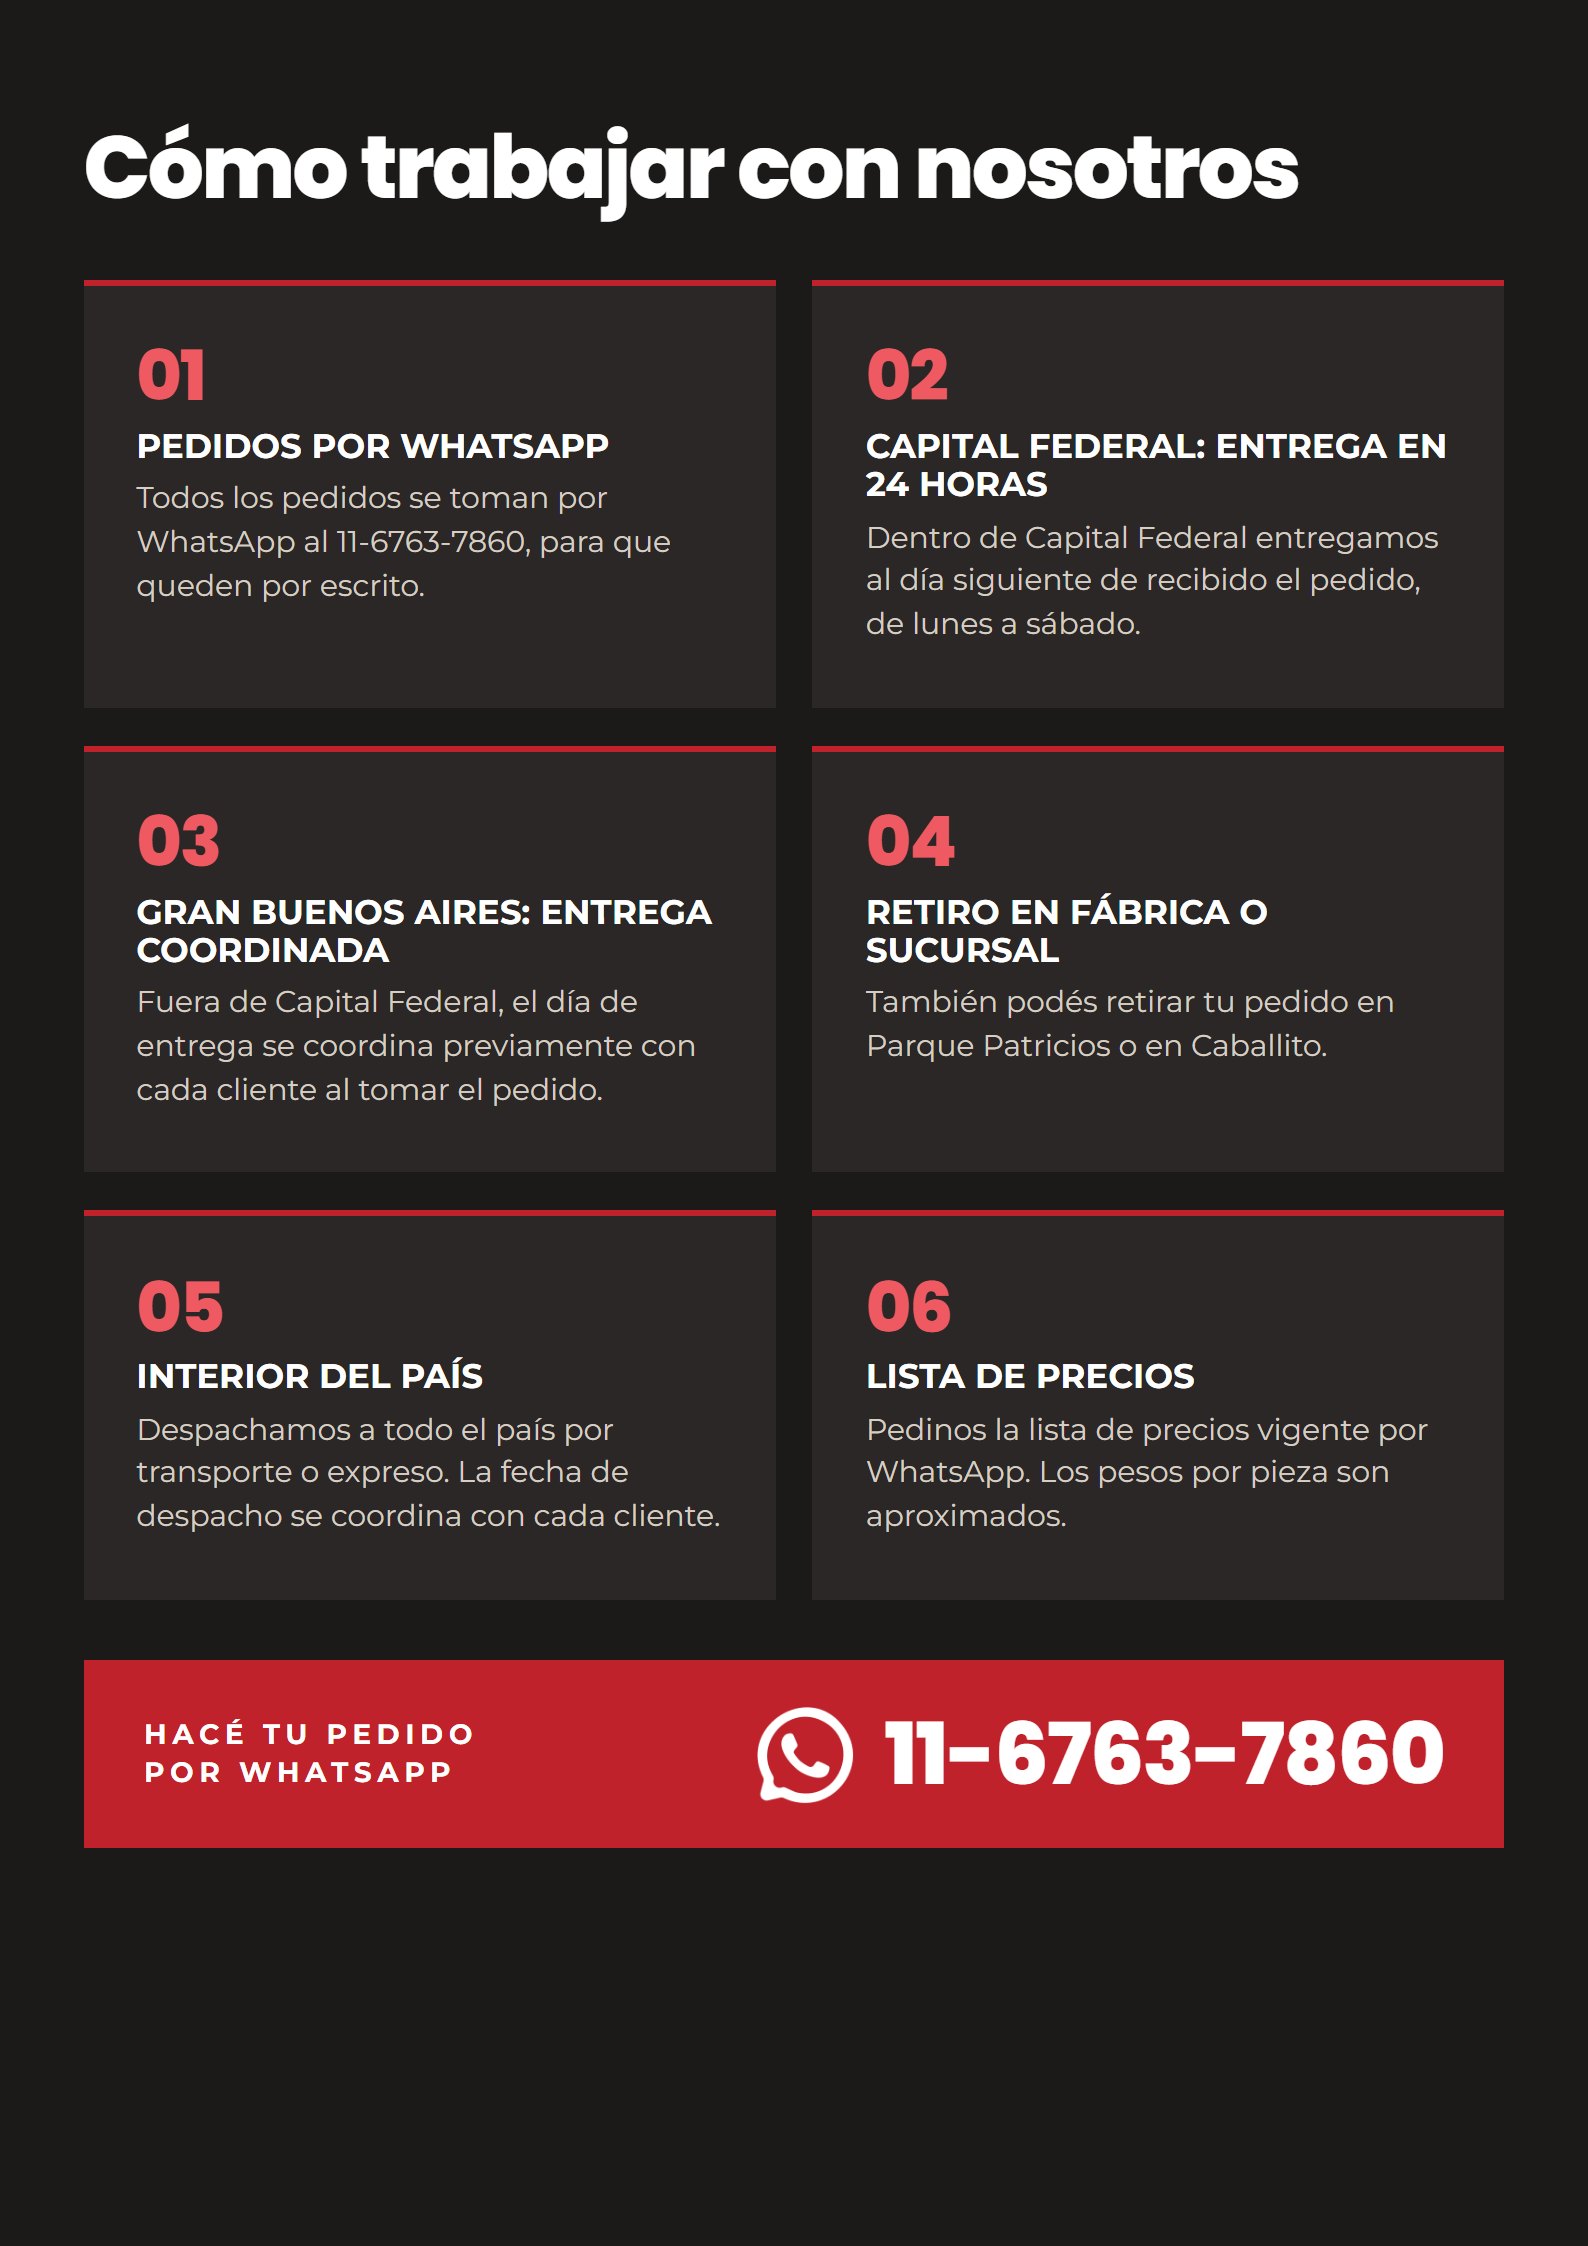 Cómo trabajar con nosotros
01
PEDIDOS POR WHATSAPP
Todos los pedidos se toman por
WhatsApp al 11-6763-7860, para que
queden por escrito.
02
CAPITAL FEDERAL: ENTREGA EN
24 HORAS
Dentro de Capital Federal entregamos
al día siguiente de recibido el pedido,
de lunes a sábado.
03
GRAN BUENOS AIRES: ENTREGA
COORDINADA
Fuera de Capital Federal, el día de
entrega se coordina previamente con
cada cliente al tomar el pedido.
04
RETIRO EN FÁBRICA O
SUCURSAL
También podés retirar tu pedido en
Parque Patricios o en Caballito.
05
INTERIOR DEL PAÍS
Despachamos a todo el país por
transporte o expreso. La fecha de
despacho se coordina con cada cliente.
06
LISTA DE PRECIOS
Pedinos la lista de precios vigente por
WhatsApp. Los pesos por pieza son
aproximados.
HACÉ TU PEDIDO
POR WHATSAPP
11-6763-7860